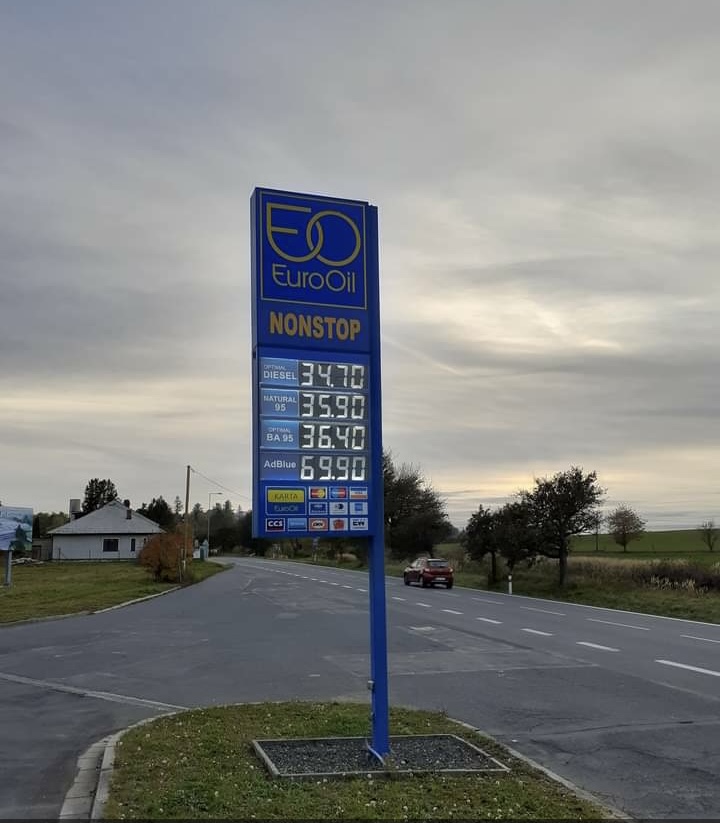 EO
EuroOil
NONSTOP
OPTIMAL
DIESEL 34.70
NATURAL
95 35.90
OPTIMAL
BA 95 36.40
AdBlue 69.90
KARTA
EuroOil
CCS